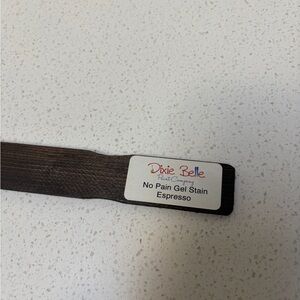 Dixie Belle
Paint Company
No Pain Gel Stain
Espresso